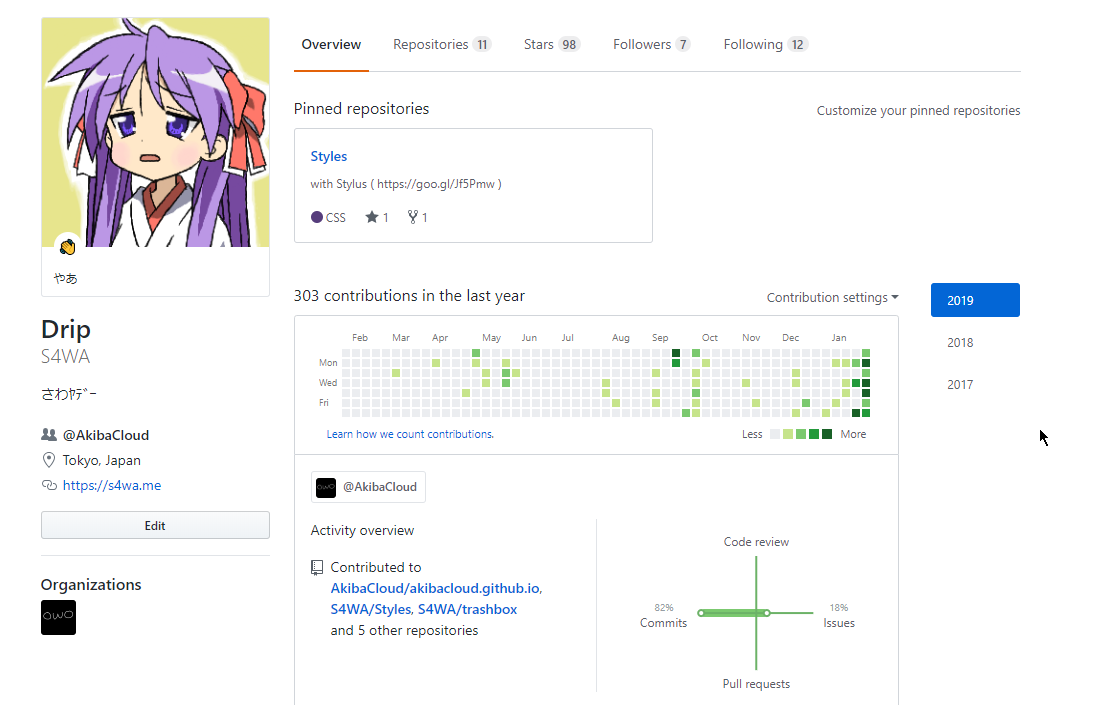 Overview
Repositories 11
Stars 98
Followers 7
Following 12
Pinned repositories
Customize your pinned repositories
Styles
with Stylus ( https://goo.gl/Jf5Pmw )
CSS 1 1
やあ
Drip
S4WA
さわﾔﾃﾞｰ
@AkibaCloud
Tokyo, Japan
https://s4wa.me
Edit
Organizations
OWO
303 contributions in the last year
Contribution settings
2019
2018
2017
Feb Mar Apr May Jun Jul Aug Sep Oct Nov Dec Jan
Mon
Wed
Fri
Learn how we count contributions.
Less More
OWO @AkibaCloud
Activity overview
Contributed to
AkibaCloud/akibacloud.github.io,
S4WA/Styles, S4WA/trashbox
and 5 other repositories
Code review
82%
Commits
18%
Issues
Pull requests